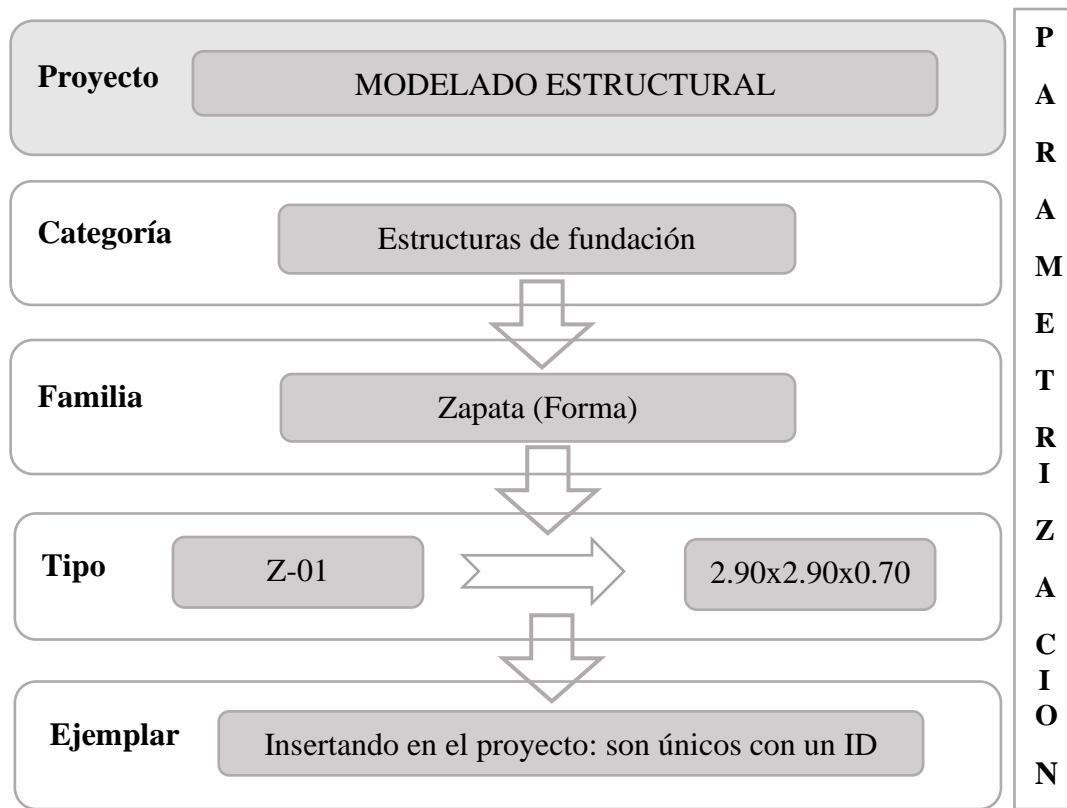 Proyecto
MODELADO ESTRUCTURAL
Categoría
Estructuras de fundación
Familia
Zapata (Forma)
Tipo
Z-01
2.90x2.90x0.70
Ejemplar
Insertando en el proyecto: son únicos con un ID
P
A
R
A
M
E
T
R
I
Z
A
C
I
O
N